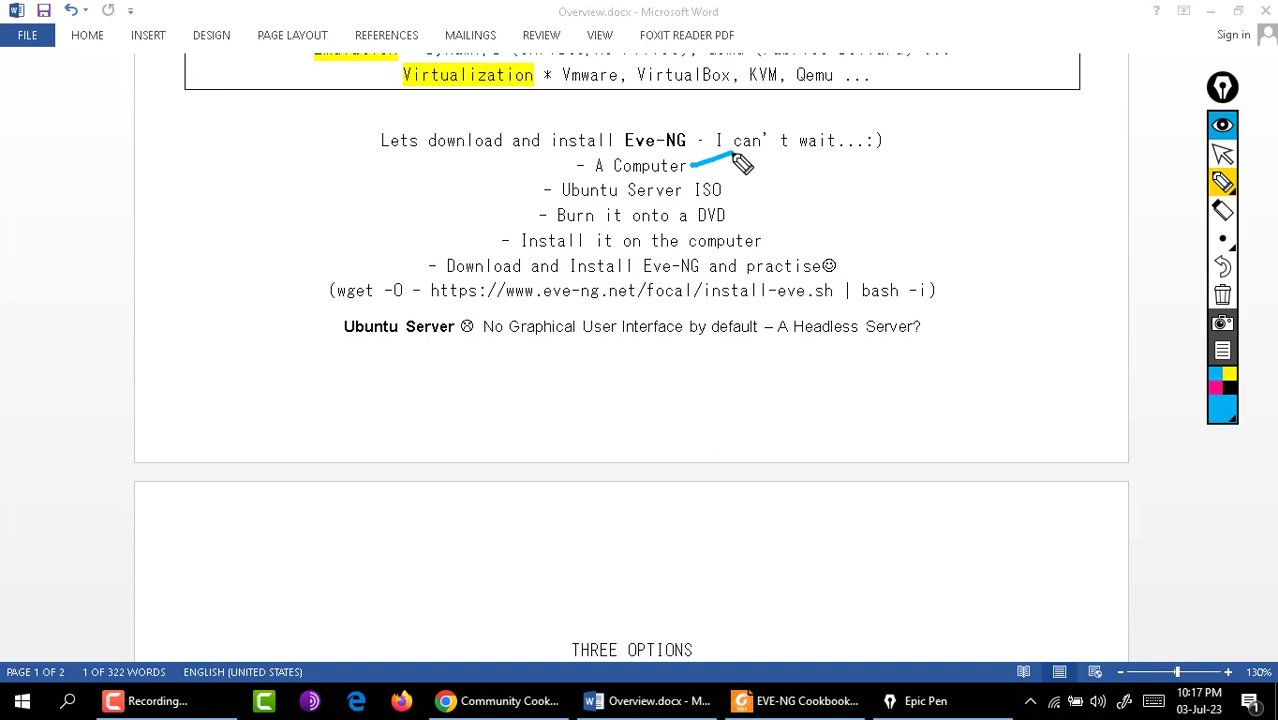 Overview.docx - Microsoft Word
FILE HOME INSERT DESIGN PAGE LAYOUT REFERENCES MAILINGS REVIEW VIEW FOXIT READER PDF Sign in
Virtualization * Vmware, VirtualBox, KVM, Qemu ...
Lets download and install Eve-NG - I can't wait...:)
- A Computer
- Ubuntu Server ISO
- Burn it onto a DVD
- Install it on the computer
- Download and Install Eve-NG and practise☺
(wget -O - https://www.eve-ng.net/focal/install-eve.sh | bash -i)
Ubuntu Server ☹ No Graphical User Interface by default – A Headless Server?
THREE OPTIONS
PAGE 1 OF 2 1 OF 322 WORDS ENGLISH (UNITED STATES) 130%
Recording... Community Cook... Overview.docx - M... EVE-NG Cookbook... Epic Pen 10:17 PM
03-Jul-23